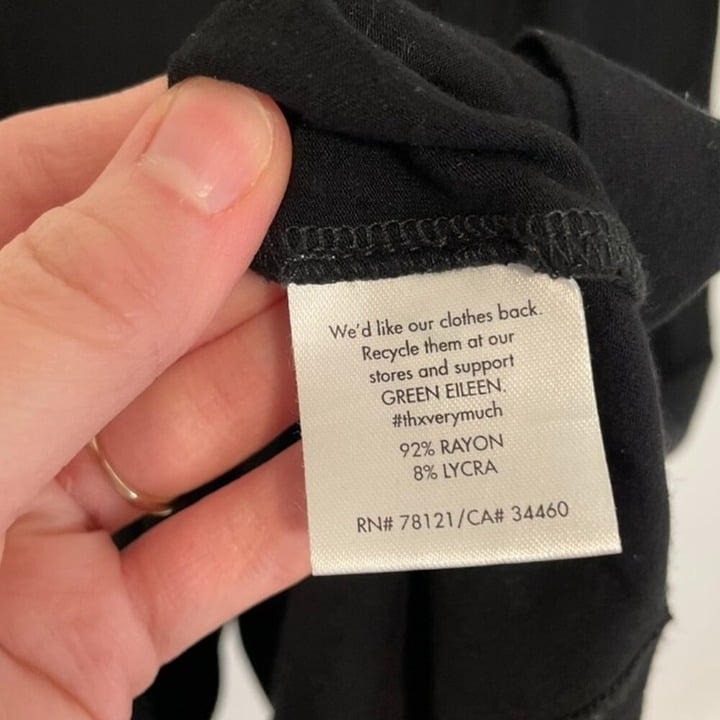 We'd like our clothes back.
Recycle them at our
stores and support
GREEN EILEEN.
#thxverymuch
92% RAYON
8% LYCRA
RN# 78121/CA# 34460